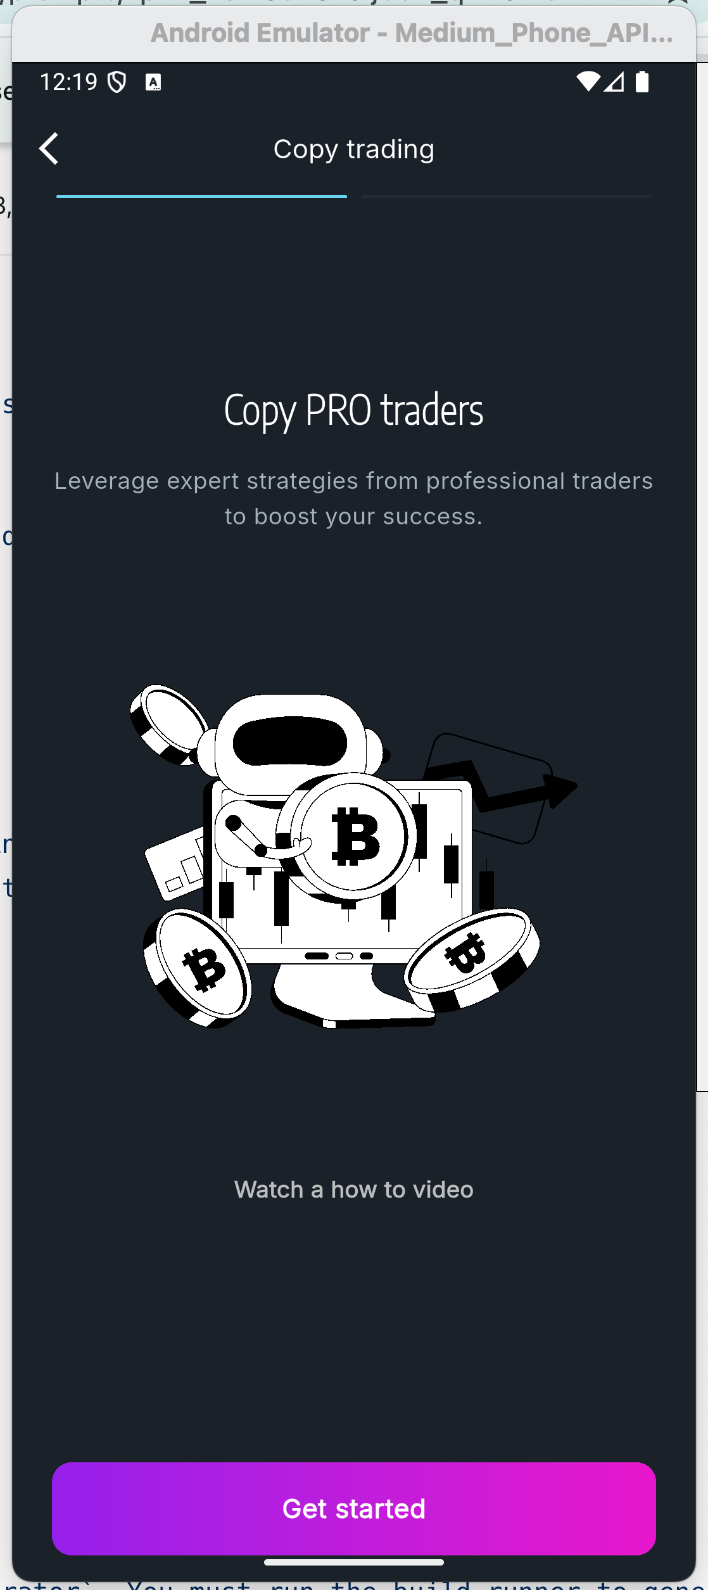 Android Emulator - Medium_Phone_API...
12:19
A
Copy trading
Copy PRO traders
Leverage expert strategies from professional traders
to boost your success.
Watch a how to video
Get started